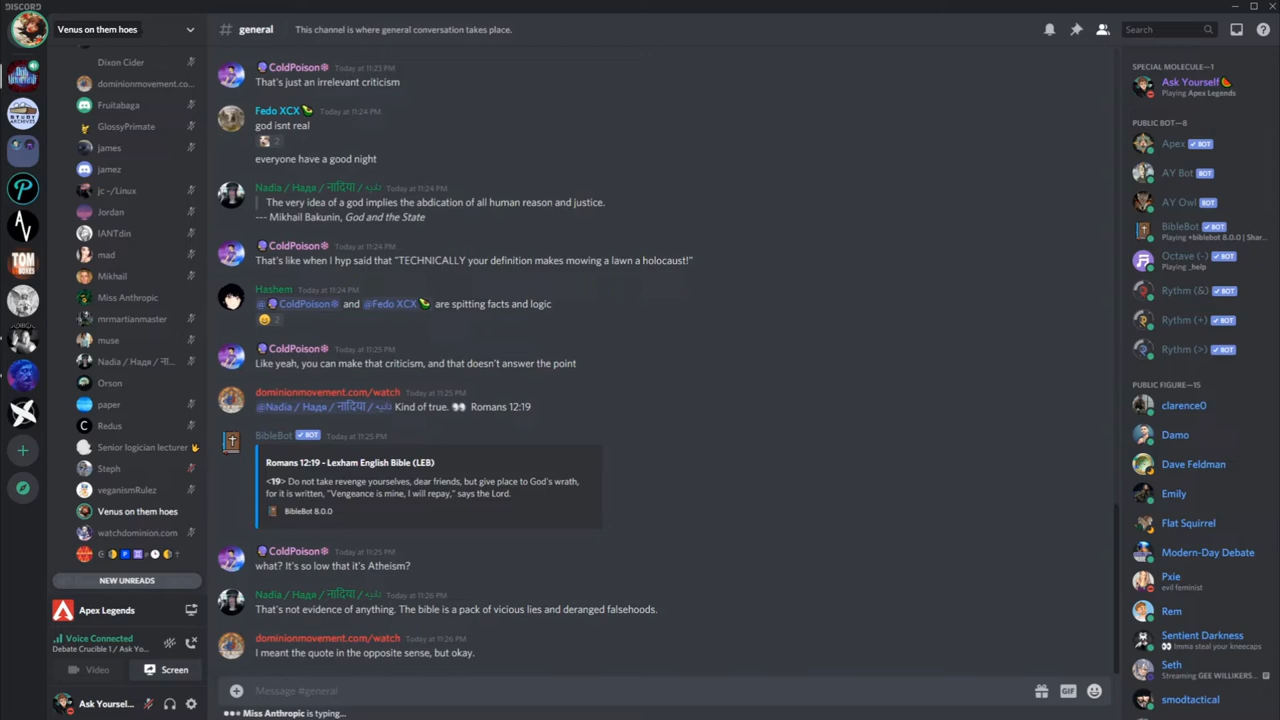 DISCORD
Venus on them hoes
general
This channel is where general conversation takes place.
Search
Dixon Cider
dominionmovement.co...
Fruitabaga
GlossyPrimate
james
jamez
jc -/Linux
Jordan
IANTdin
mad
Mikhail
Miss Anthropic
mrmartianmaster
muse
Nadia / Надя / ना...
Orson
paper
Redus
Senior logician lecturer
Steph
veganismRulez
Venus on them hoes
watchdominion.com
NEW UNREADS
Apex Legends
Voice Connected
Debate Crucible 1 / Ask Yo...
Video
Screen
Ask Yoursel...
STUDY
ARCHIVES
TOM
BOXES
ColdPoison❄ Today at 11:23 PM
That's just an irrelevant criticism
Fedo XCX Today at 11:24 PM
god isnt real
2
everyone have a good night
Nadia / Надя / नादिया / نادية Today at 11:24 PM
The very idea of a god implies the abdication of all human reason and justice.
--- Mikhail Bakunin, God and the State
ColdPoison❄ Today at 11:24 PM
That's like when I hyp said that "TECHNICALLY your definition makes mowing a lawn a holocaust!"
Hashem Today at 11:24 PM
@ColdPoison❄ and @Fedo XCX are spitting facts and logic
2
ColdPoison❄ Today at 11:25 PM
Like yeah, you can make that criticism, and that doesn't answer the point
dominionmovement.com/watch Today at 11:25 PM
@Nadia / Надя / नादिया / نادية Kind of true. 👀 Romans 12:19
BibleBot ✔ BOT Today at 11:25 PM
Romans 12:19 - Lexham English Bible (LEB)
<19> Do not take revenge yourselves, dear friends, but give place to God's wrath,
for it is written, "Vengeance is mine, I will repay," says the Lord.
BibleBot 8.0.0
ColdPoison❄ Today at 11:25 PM
what? It's so low that it's Atheism?
Nadia / Надя / नादिया / نادية Today at 11:26 PM
That's not evidence of anything. The bible is a pack of vicious lies and deranged falsehoods.
dominionmovement.com/watch Today at 11:26 PM
I meant the quote in the opposite sense, but okay.
Message #general
GIF
Miss Anthropic is typing...
SPECIAL MOLECULE—1
Ask Yourself
Playing Apex Legends
PUBLIC BOT—8
Apex ✔ BOT
AY Bot ✔ BOT
AY Owl ✔ BOT
BibleBot ✔ BOT
Playing +biblebot 8.0.0 | Shar...
Octave (-) ✔ BOT
Playing _help
Rythm (&) ✔ BOT
Rythm (+) ✔ BOT
Rythm (>) ✔ BOT
PUBLIC FIGURE—15
clarence0
Damo
Dave Feldman
Emily
Flat Squirrel
Modern-Day Debate
Pxie
evil feminist
Rem
Sentient Darkness
👀 Imma steal your kneecaps
Seth
Streaming GEE WILLIKERS...
smodtactical